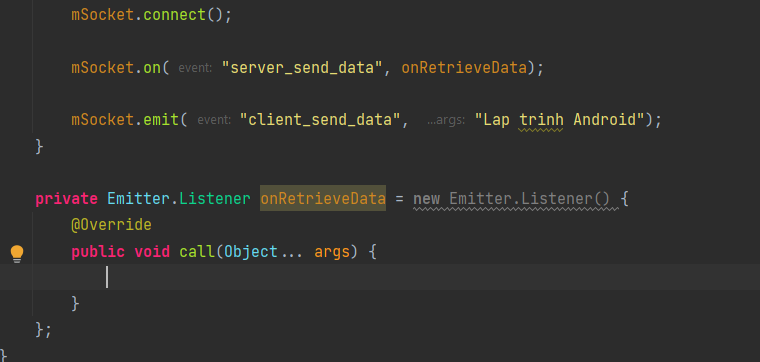 mSocket.connect();
mSocket.on( event: "server_send_data", onRetrieveData);
mSocket.emit( event: "client_send_data", ...args: "Lap trinh Android");
}
private Emitter.Listener onRetrieveData = new Emitter.Listener() {
@Override
public void call(Object... args) {
}
};
}